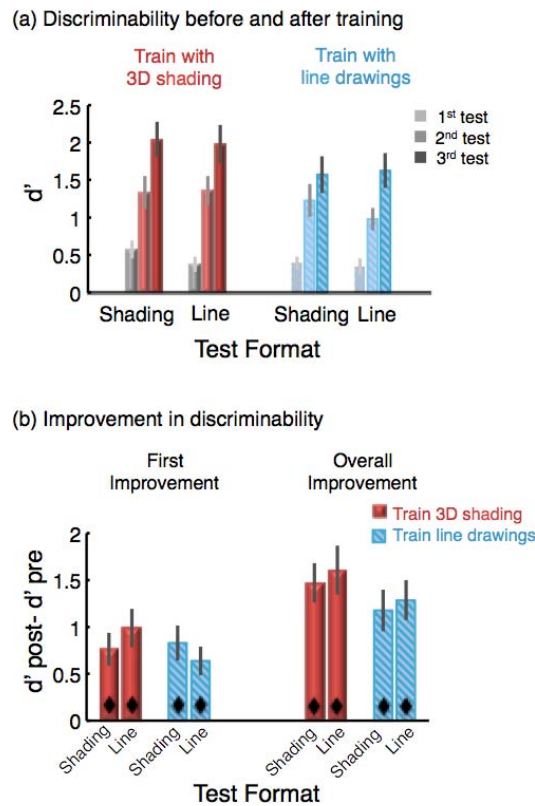 (a) Discriminability before and after training
Train with
3D shading
Train with
line drawings
2.5
2
1.5
1
0.5
0
d'
1st test
2nd test
3rd test
Shading
Line
Shading
Line
Test Format
(b) Improvement in discriminability
First
Improvement
Overall
Improvement
Train 3D shading
Train line drawings
2
1.5
1
0.5
0
d' post- d' pre
Shading
Line
Shading
Line
Shading
Line
Shading
Line
Test Format